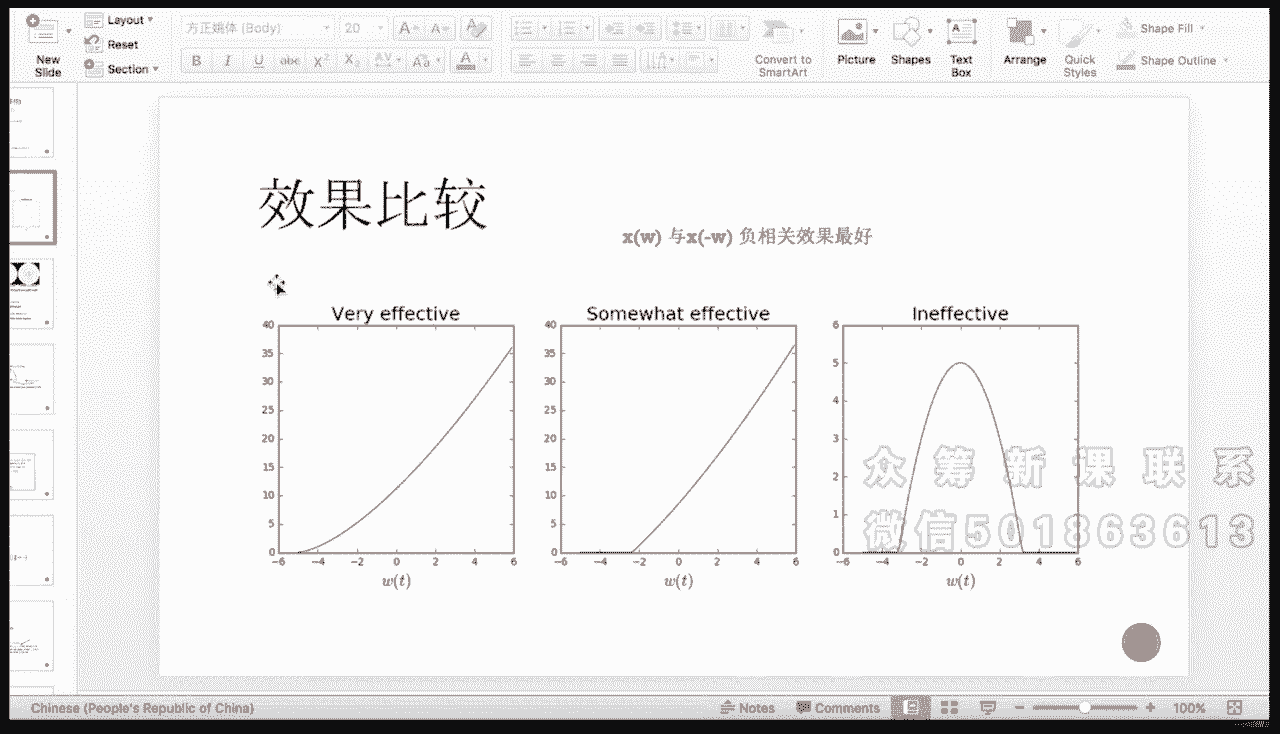 Layout
Reset
Section
New
Slide
方正姚体 (Body)
20
B I U abc X² X₂ AV Aa A
Convert to
SmartArt
Picture
Shapes
Text
Box
Arrange
Quick
Styles
Shape Fill
Shape Outline
效果比较
x(w) 与x(-w) 负相关效果最好
Very effective
40
35
30
25
20
15
10
5
0
-6 -4 -2 0 2 4 6
w(t)
Somewhat effective
40
35
30
25
20
15
10
5
0
-6 -4 -2 0 2 4 6
w(t)
Ineffective
6
5
4
3
2
1
0
-6 -4 -2 0 2 4 6
w(t)
众筹新课联系
微信501863613
Chinese (People's Republic of China)
Notes
Comments
100%